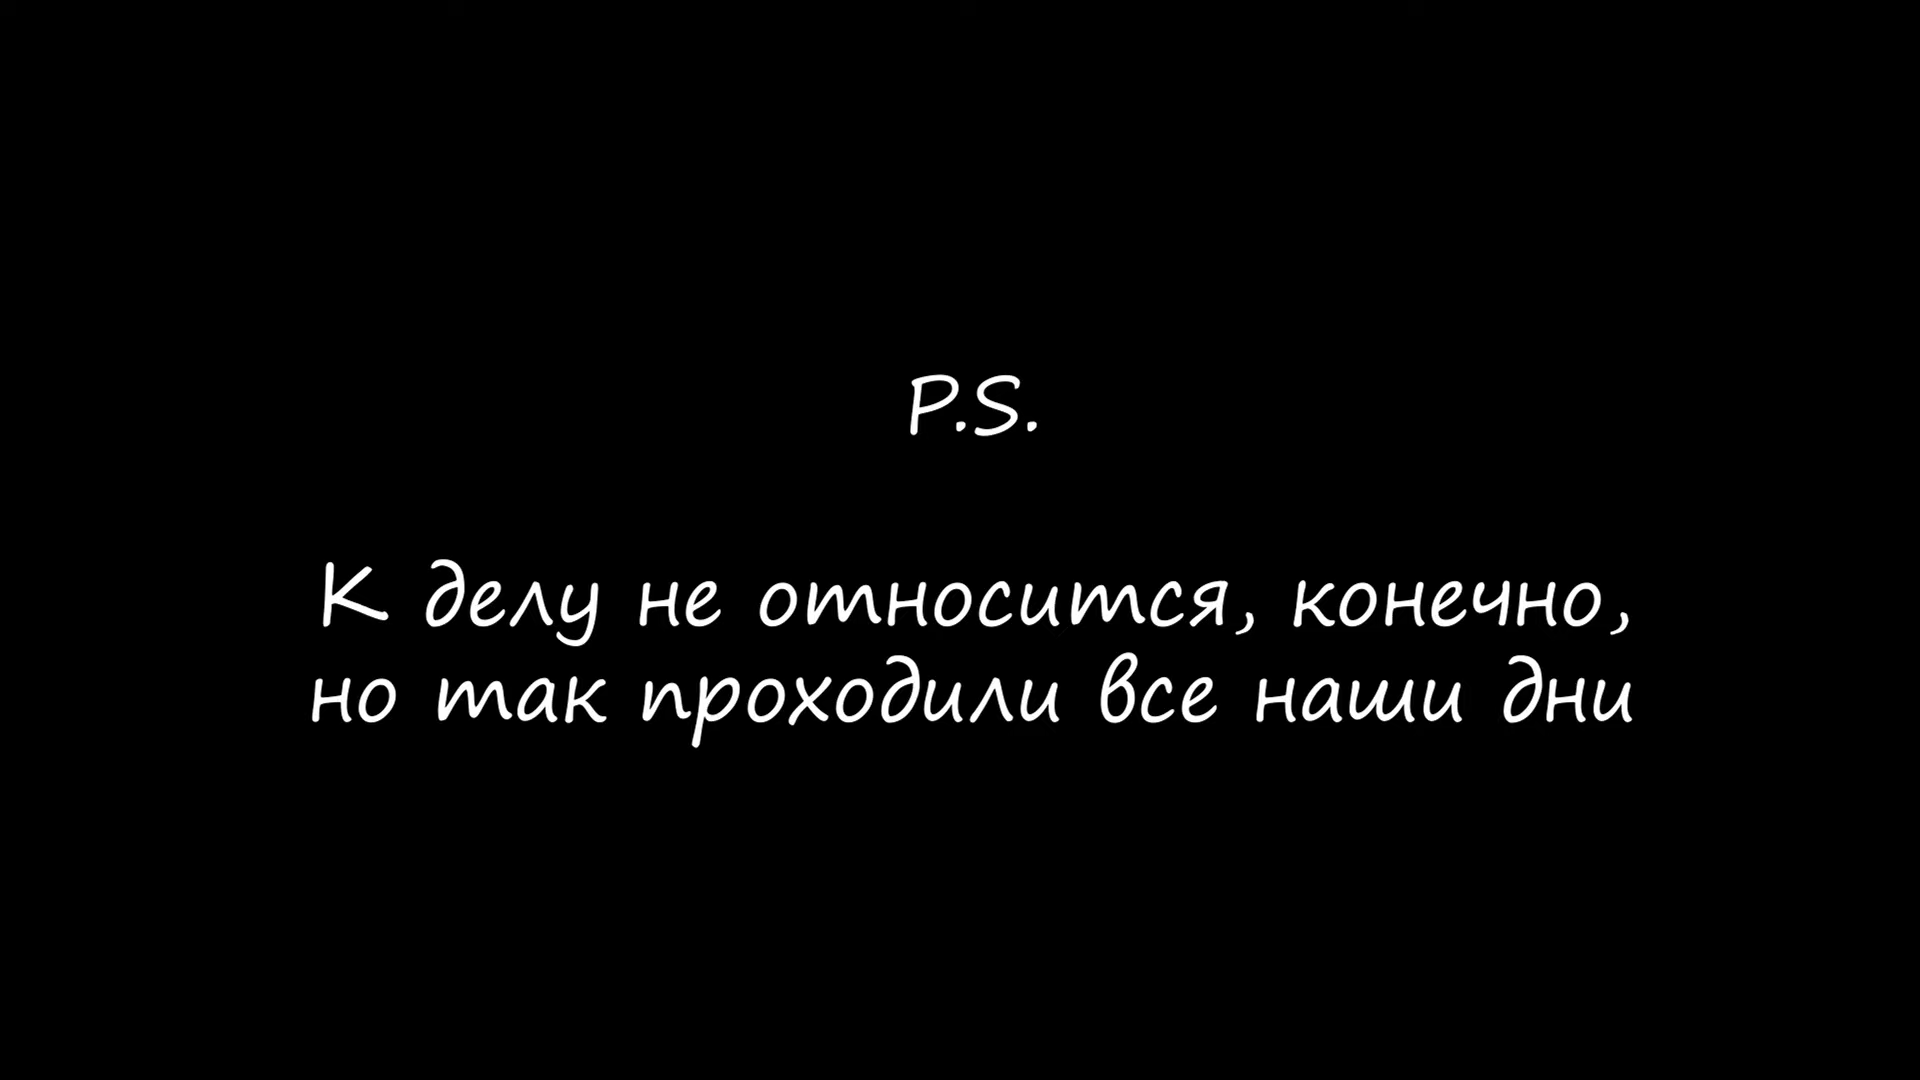 P.S.
К делу не относится, конечно,
но так проходили все наши дни